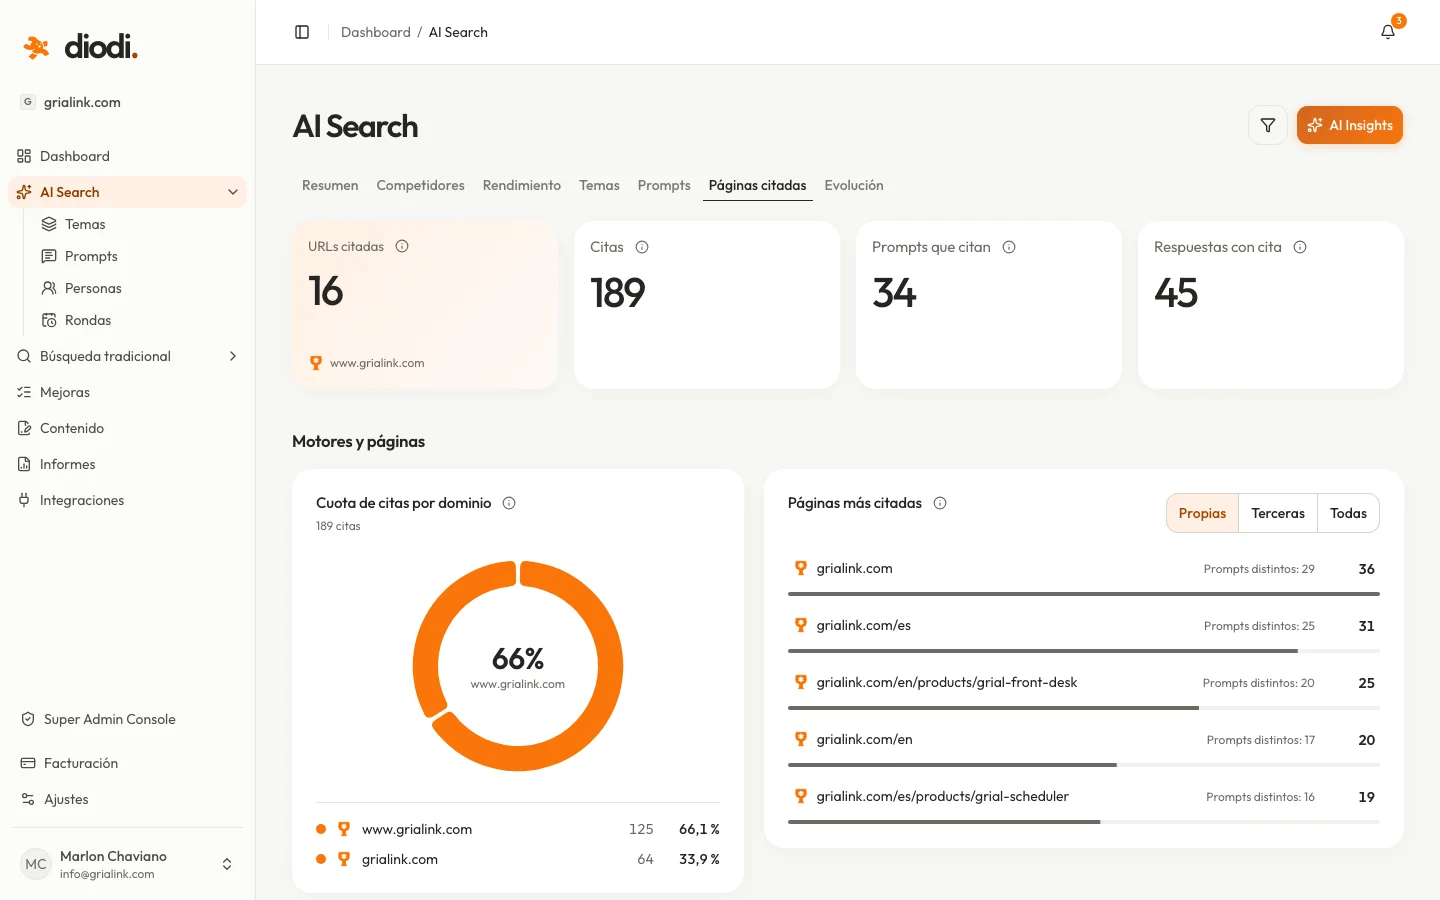 diodi.
G grialink.com
Dashboard
AI Search
Temas
Prompts
Personas
Rondas
Búsqueda tradicional
Mejoras
Contenido
Informes
Integraciones
Super Admin Console
Facturación
Ajustes
MC Marlon Chaviano
info@grialink.com
Dashboard / AI Search
3
AI Search
AI Insights
Resumen Competidores Rendimiento Temas Prompts Páginas citadas Evolución
URLs citadas
16
www.grialink.com
Citas
189
Prompts que citan
34
Respuestas con cita
45
Motores y páginas
Cuota de citas por dominio
189 citas
66%
www.grialink.com
www.grialink.com 125 66,1 %
grialink.com 64 33,9 %
Páginas más citadas
Propias Terceras Todas
grialink.com Prompts distintos: 29 36
grialink.com/es Prompts distintos: 25 31
grialink.com/en/products/grial-front-desk Prompts distintos: 20 25
grialink.com/en Prompts distintos: 17 20
grialink.com/es/products/grial-scheduler Prompts distintos: 16 19